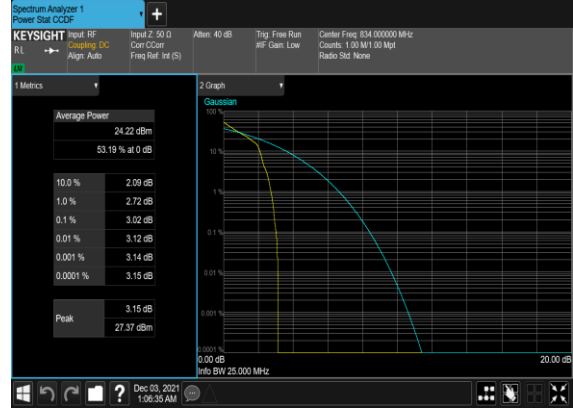 Spectrum Analyzer 1
Power Stat CCDF
+
KEYSIGHT
RL
LW
Input: RF
Coupling: DC
Align: Auto
Input Z: 50 Ω
Corr CCorr
Freq Ref: Int (S)
Atten: 40 dB
Trig: Free Run
#IF Gain: Low
Center Freq: 834.000000 MHz
Counts: 1.00 M/1.00 Mpt
Radio Std: None
1 Metrics
Average Power
24.22 dBm
53.19 % at 0 dB
10.0 % 2.09 dB
1.0 % 2.72 dB
0.1 % 3.02 dB
0.01 % 3.12 dB
0.001 % 3.14 dB
0.0001 % 3.15 dB
Peak
3.15 dB
27.37 dBm
2 Graph
Gaussian
100 %
10 %
1 %
0.1 %
0.01 %
0.001 %
0.0001 %
0.00 dB
20.00 dB
Info BW 25.000 MHz
?
Dec 03, 2021
1:06:35 AM